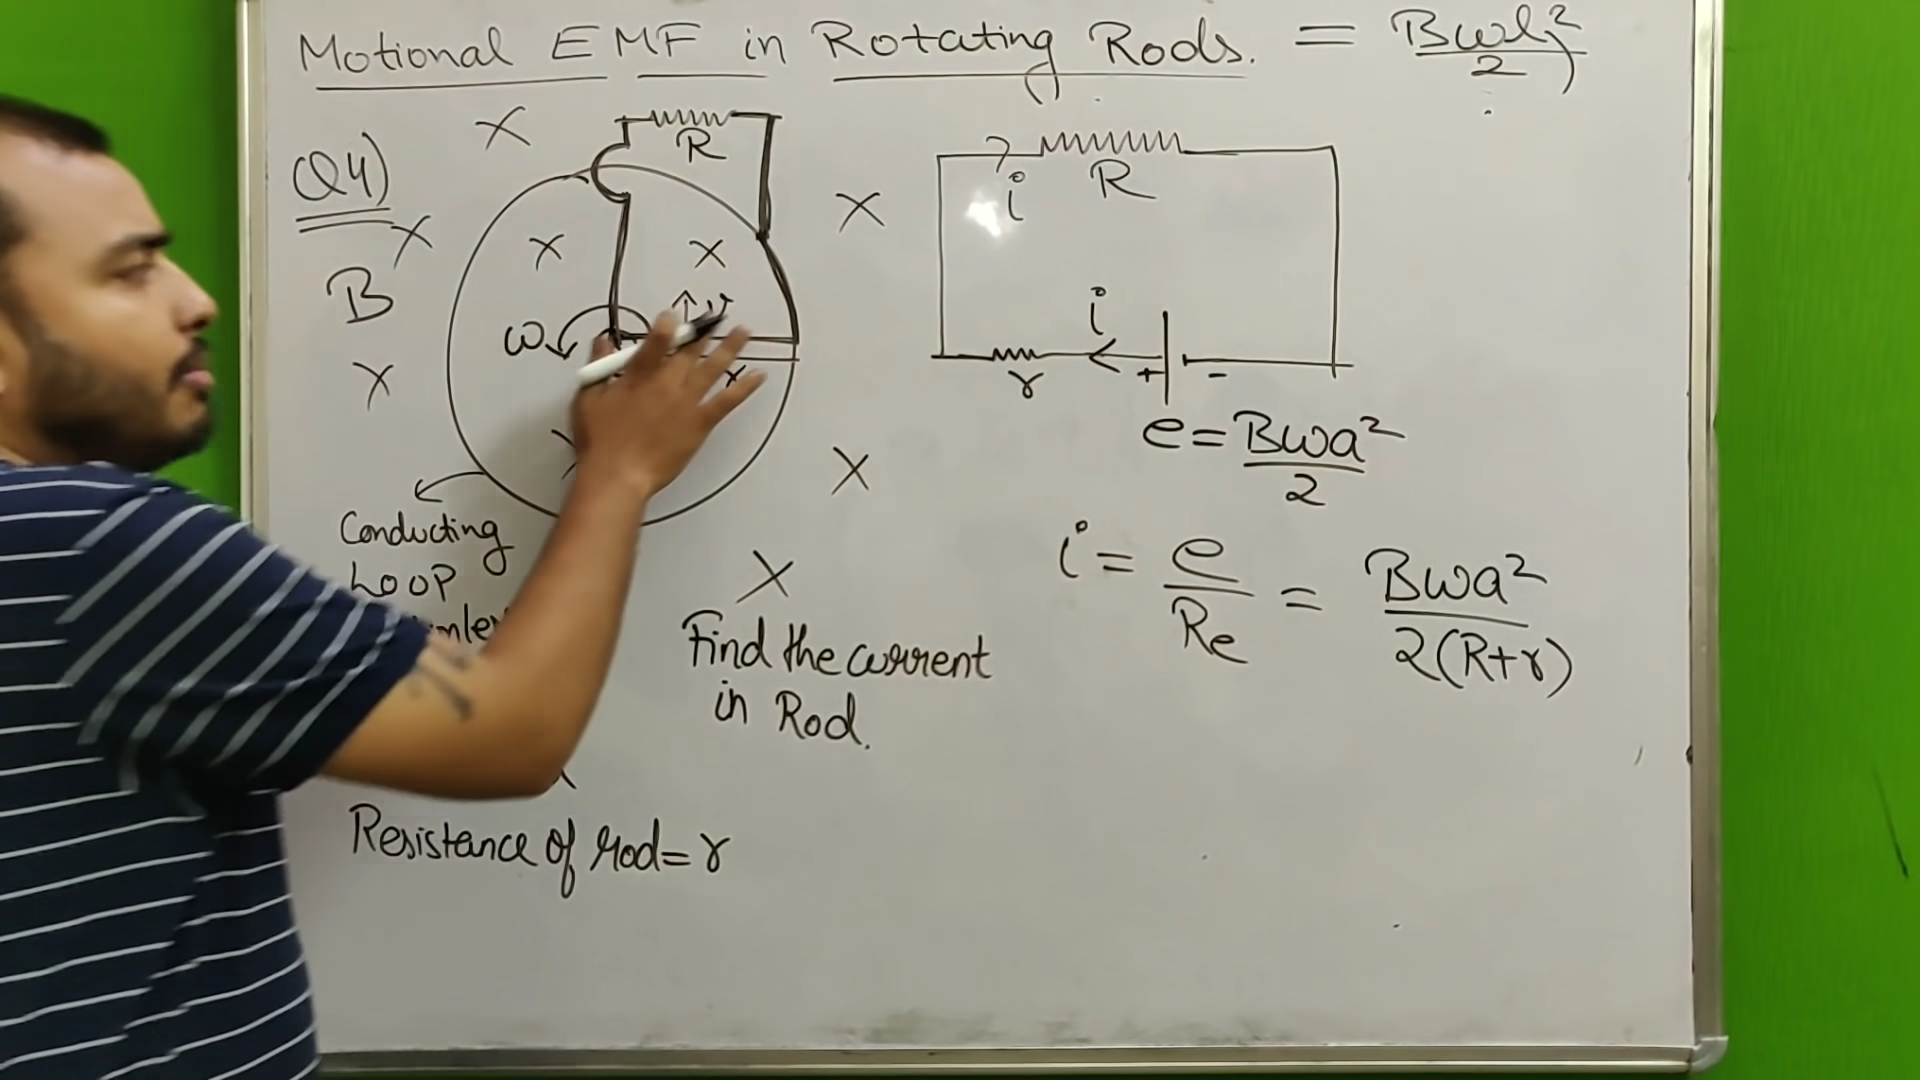 Motional EMF in Rotating Rods. = Bωl²/2
Q4)
R
B
ω
v
Conducting
Loop
Find the current
in Rod.
Resistance of rod = r
i
R
i
r
+ -
e = Bωa²/2
i = e/Re = Bωa²/2(R+r)